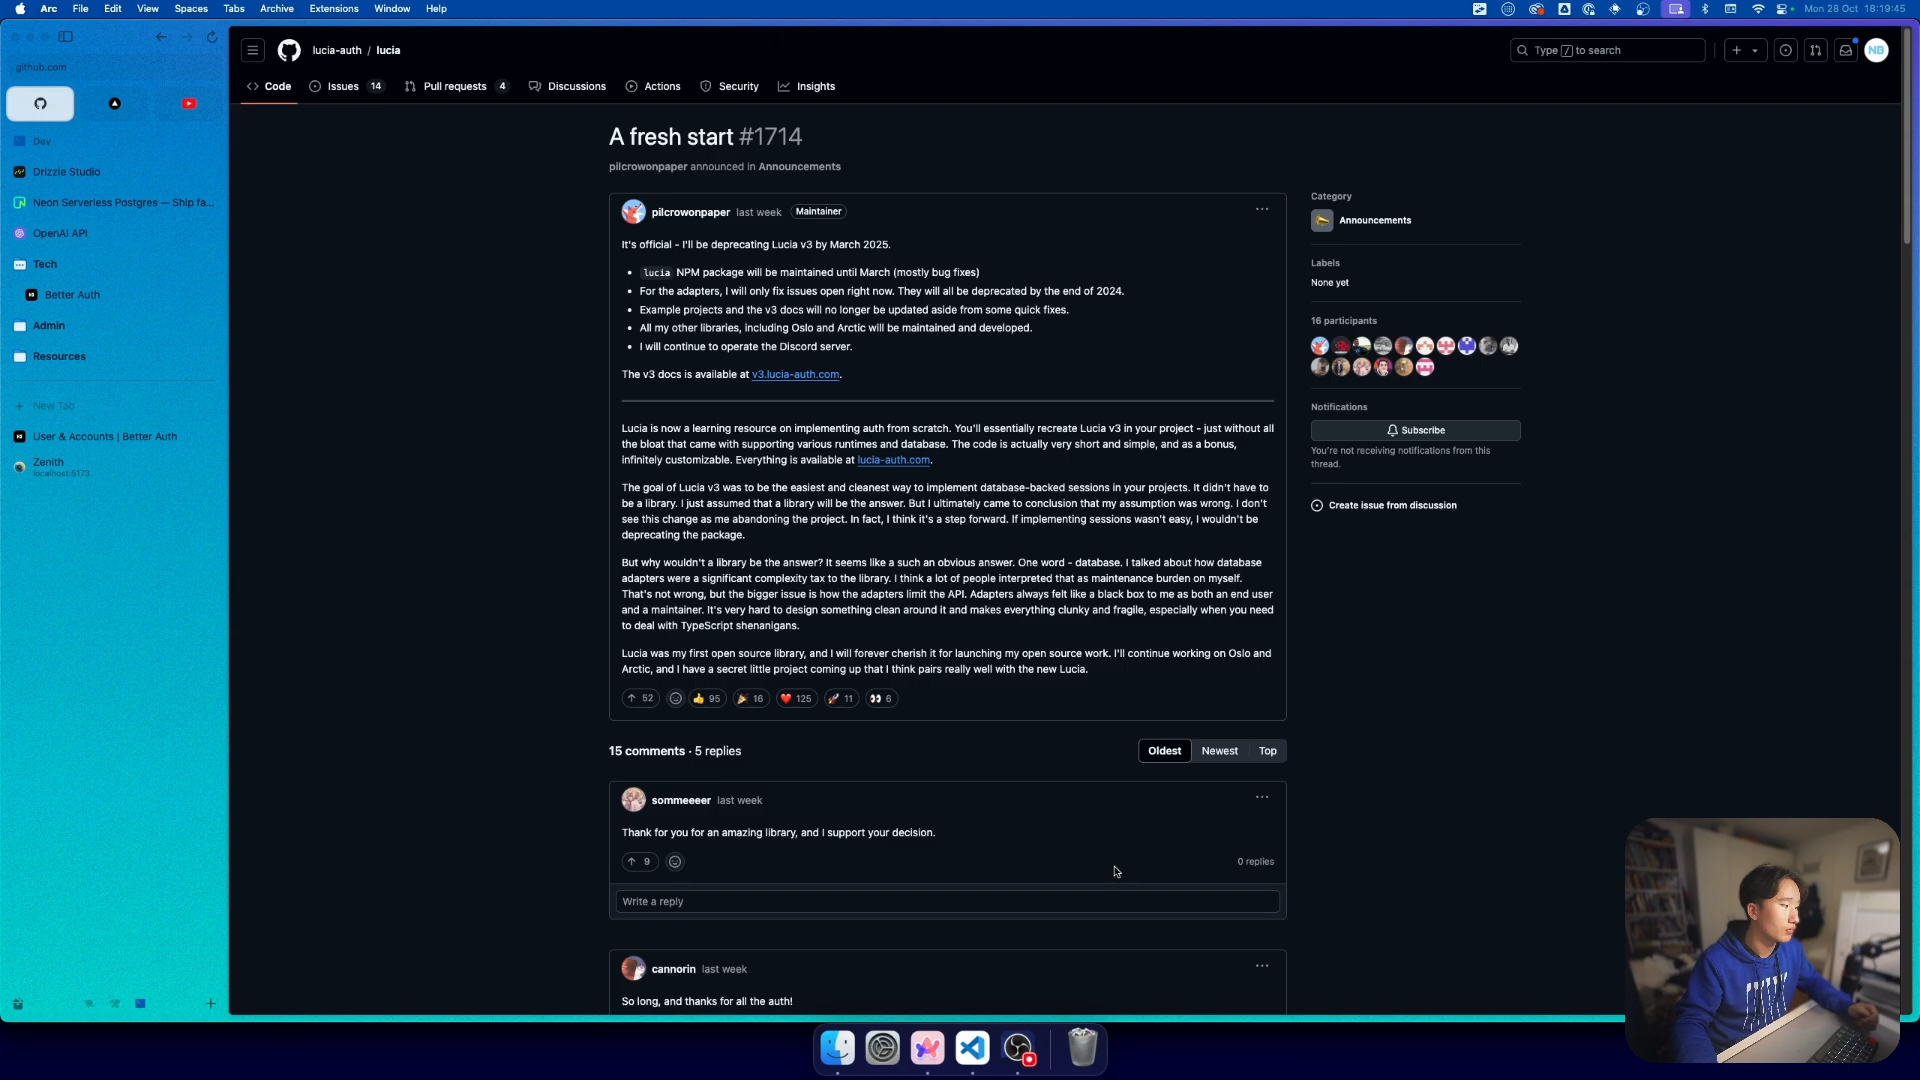 Arc File Edit View Spaces Tabs Archive Extensions Window Help Mon 28 Oct 18:19:45
github.com
Dev
Drizzle Studio
Neon Serverless Postgres — Ship fa...
OpenAI API
Tech
Better Auth
Admin
Resources
New Tab
User & Accounts | Better Auth
Zenith
localhost:5173
lucia-auth / lucia
Type / to search
NB
Code Issues 14 Pull requests 4 Discussions Actions Security Insights
A fresh start #1714
pilcrowonpaper announced in Announcements
pilcrowonpaper last week Maintainer
It's official - I'll be deprecating Lucia v3 by March 2025.
• lucia NPM package will be maintained until March (mostly bug fixes)
• For the adapters, I will only fix issues open right now. They will all be deprecated by the end of 2024.
• Example projects and the v3 docs will no longer be updated aside from some quick fixes.
• All my other libraries, including Oslo and Arctic will be maintained and developed.
• I will continue to operate the Discord server.
The v3 docs is available at v3.lucia-auth.com.
Lucia is now a learning resource on implementing auth from scratch. You'll essentially recreate Lucia v3 in your project - just without all
the bloat that came with supporting various runtimes and database. The code is actually very short and simple, and as a bonus,
infinitely customizable. Everything is available at lucia-auth.com.
The goal of Lucia v3 was to be the easiest and cleanest way to implement database-backed sessions in your projects. It didn't have to
be a library. I just assumed that a library will be the answer. But I ultimately came to conclusion that my assumption was wrong. I don't
see this change as me abandoning the project. In fact, I think it's a step forward. If implementing sessions wasn't easy, I wouldn't be
deprecating the package.
But why wouldn't a library be the answer? It seems like a such an obvious answer. One word - database. I talked about how database
adapters were a significant complexity tax to the library. I think a lot of people interpreted that as maintenance burden on myself.
That's not wrong, but the bigger issue is how the adapters limit the API. Adapters always felt like a black box to me as both an end user
and a maintainer. It's very hard to design something clean around it and makes everything clunky and fragile, especially when you need
to deal with TypeScript shenanigans.
Lucia was my first open source library, and I will forever cherish it for launching my open source work. I'll continue working on Oslo and
Arctic, and I have a secret little project coming up that I think pairs really well with the new Lucia.
52 95 16 125 11 6
15 comments · 5 replies
Oldest Newest Top
sommeeeer last week
Thank for you for an amazing library, and I support your decision.
9
0 replies
Write a reply
cannorin last week
So long, and thanks for all the auth!
Category
Announcements
Labels
None yet
16 participants
Notifications
Subscribe
You're not receiving notifications from this
thread.
Create issue from discussion